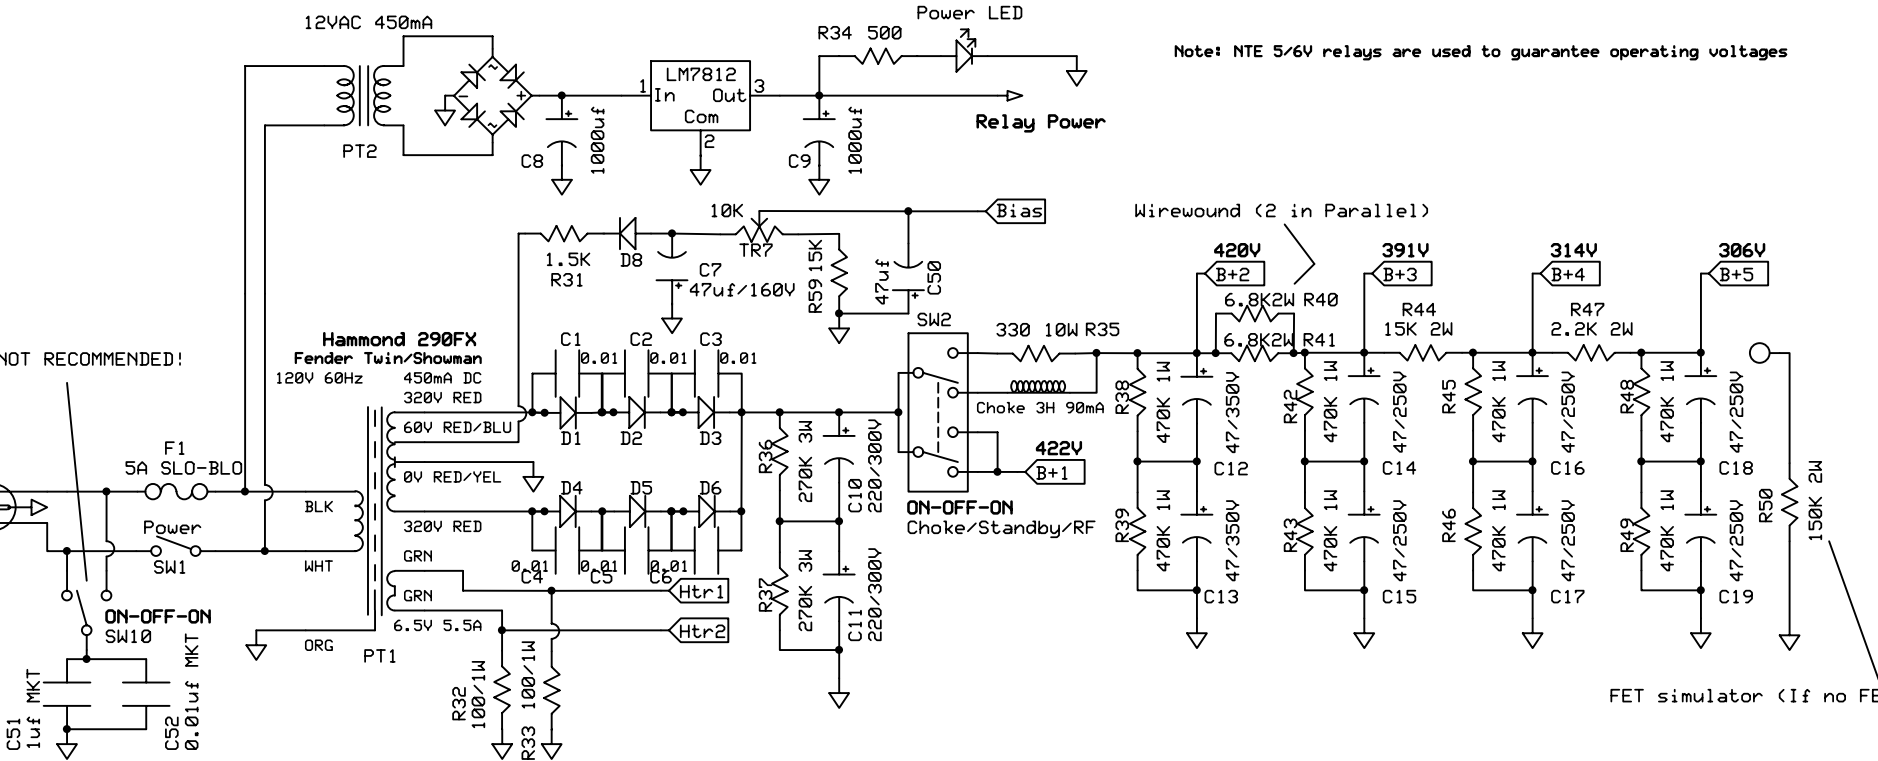 12VAC 450mA
PT2
C8
1000uf
1
LM7812
In
Out
Com
3
2
C9
1000uf
R34 500
Power LED
Relay Power
Note: NTE 5/6V relays are used to guarantee operating voltages
1.5K
R31
D8
C7
47uf/160V
10K
TR7
R59
15K
47uf
C50
Bias
Wirewound (2 in Parallel)
NOT RECOMMENDED!
Hammond 290FX
Fender Twin/Showman
120V 60Hz
450mA DC
320V RED
60V RED/BLU
0V RED/YEL
320V RED
GRN
GRN
6.5V 5.5A
BLK
WHT
ORG
PT1
F1
5A SLO-BLO
Power
SW1
ON-OFF-ON
SW10
C51
1uf MKT
C52
0.01uf MKT
C1
0.01
C2
0.01
C3
0.01
D1
D2
D3
D4
D5
D6
0.01
C4
0.01
C5
0.01
C6
Htr1
Htr2
R32
100/1W
R33
100/1W
R36
270K 3W
C10
220/300V
R37
270K 3W
C11
220/300V
SW2
ON-OFF-ON
Choke/Standby/RF
330 10W R35
Choke 3H 90mA
422V
B+1
420V
B+2
391V
B+3
314V
B+4
306V
B+5
6.8K2W R40
6.8K2W R41
R44
15K 2W
R47
2.2K 2W
R38
470K 1W
47/350V
C12
R39
470K 1W
47/350V
C13
R42
470K 1W
47/250V
C14
R43
470K 1W
47/250V
C15
R45
470K 1W
47/250V
C16
R46
470K 1W
47/250V
C17
R48
470K 1W
47/250V
C18
R49
470K 1W
47/250V
C19
R50
150K 2W
FET simulator (If no FE